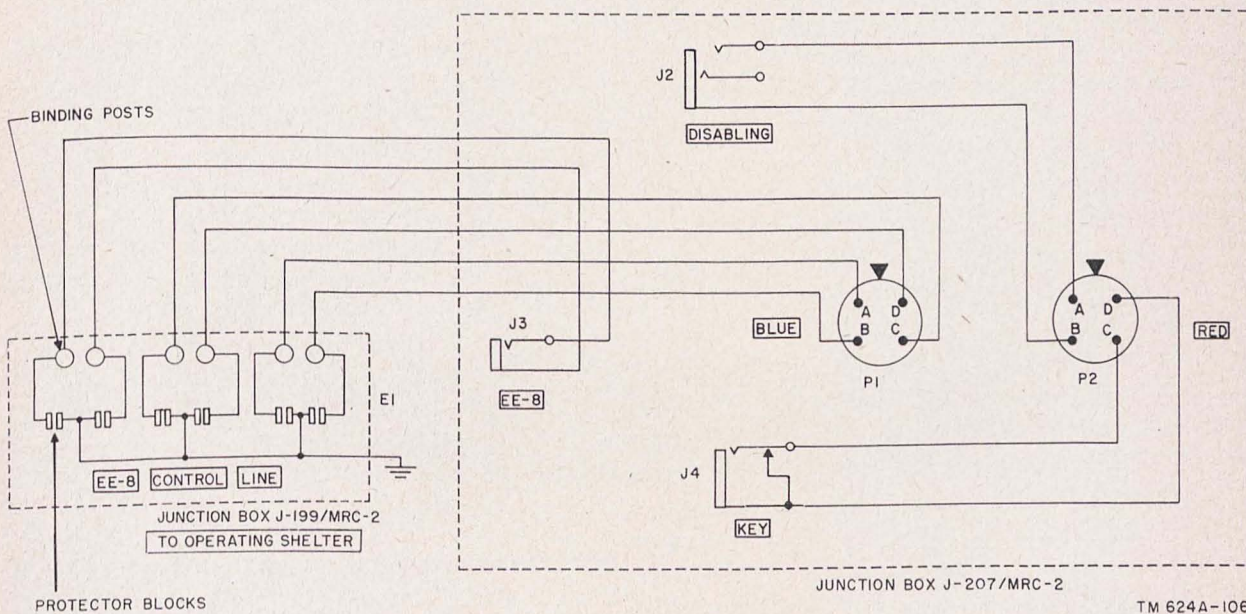 BINDING POSTS
J2
DISABLING
J3
EE-8
BLUE
A D
B C
P1
A D
B C
P2
RED
E1
EE-8 CONTROL LINE
JUNCTION BOX J-199/MRC-2
TO OPERATING SHELTER
PROTECTOR BLOCKS
J4
KEY
JUNCTION BOX J-207/MRC-2
TM 624A-106